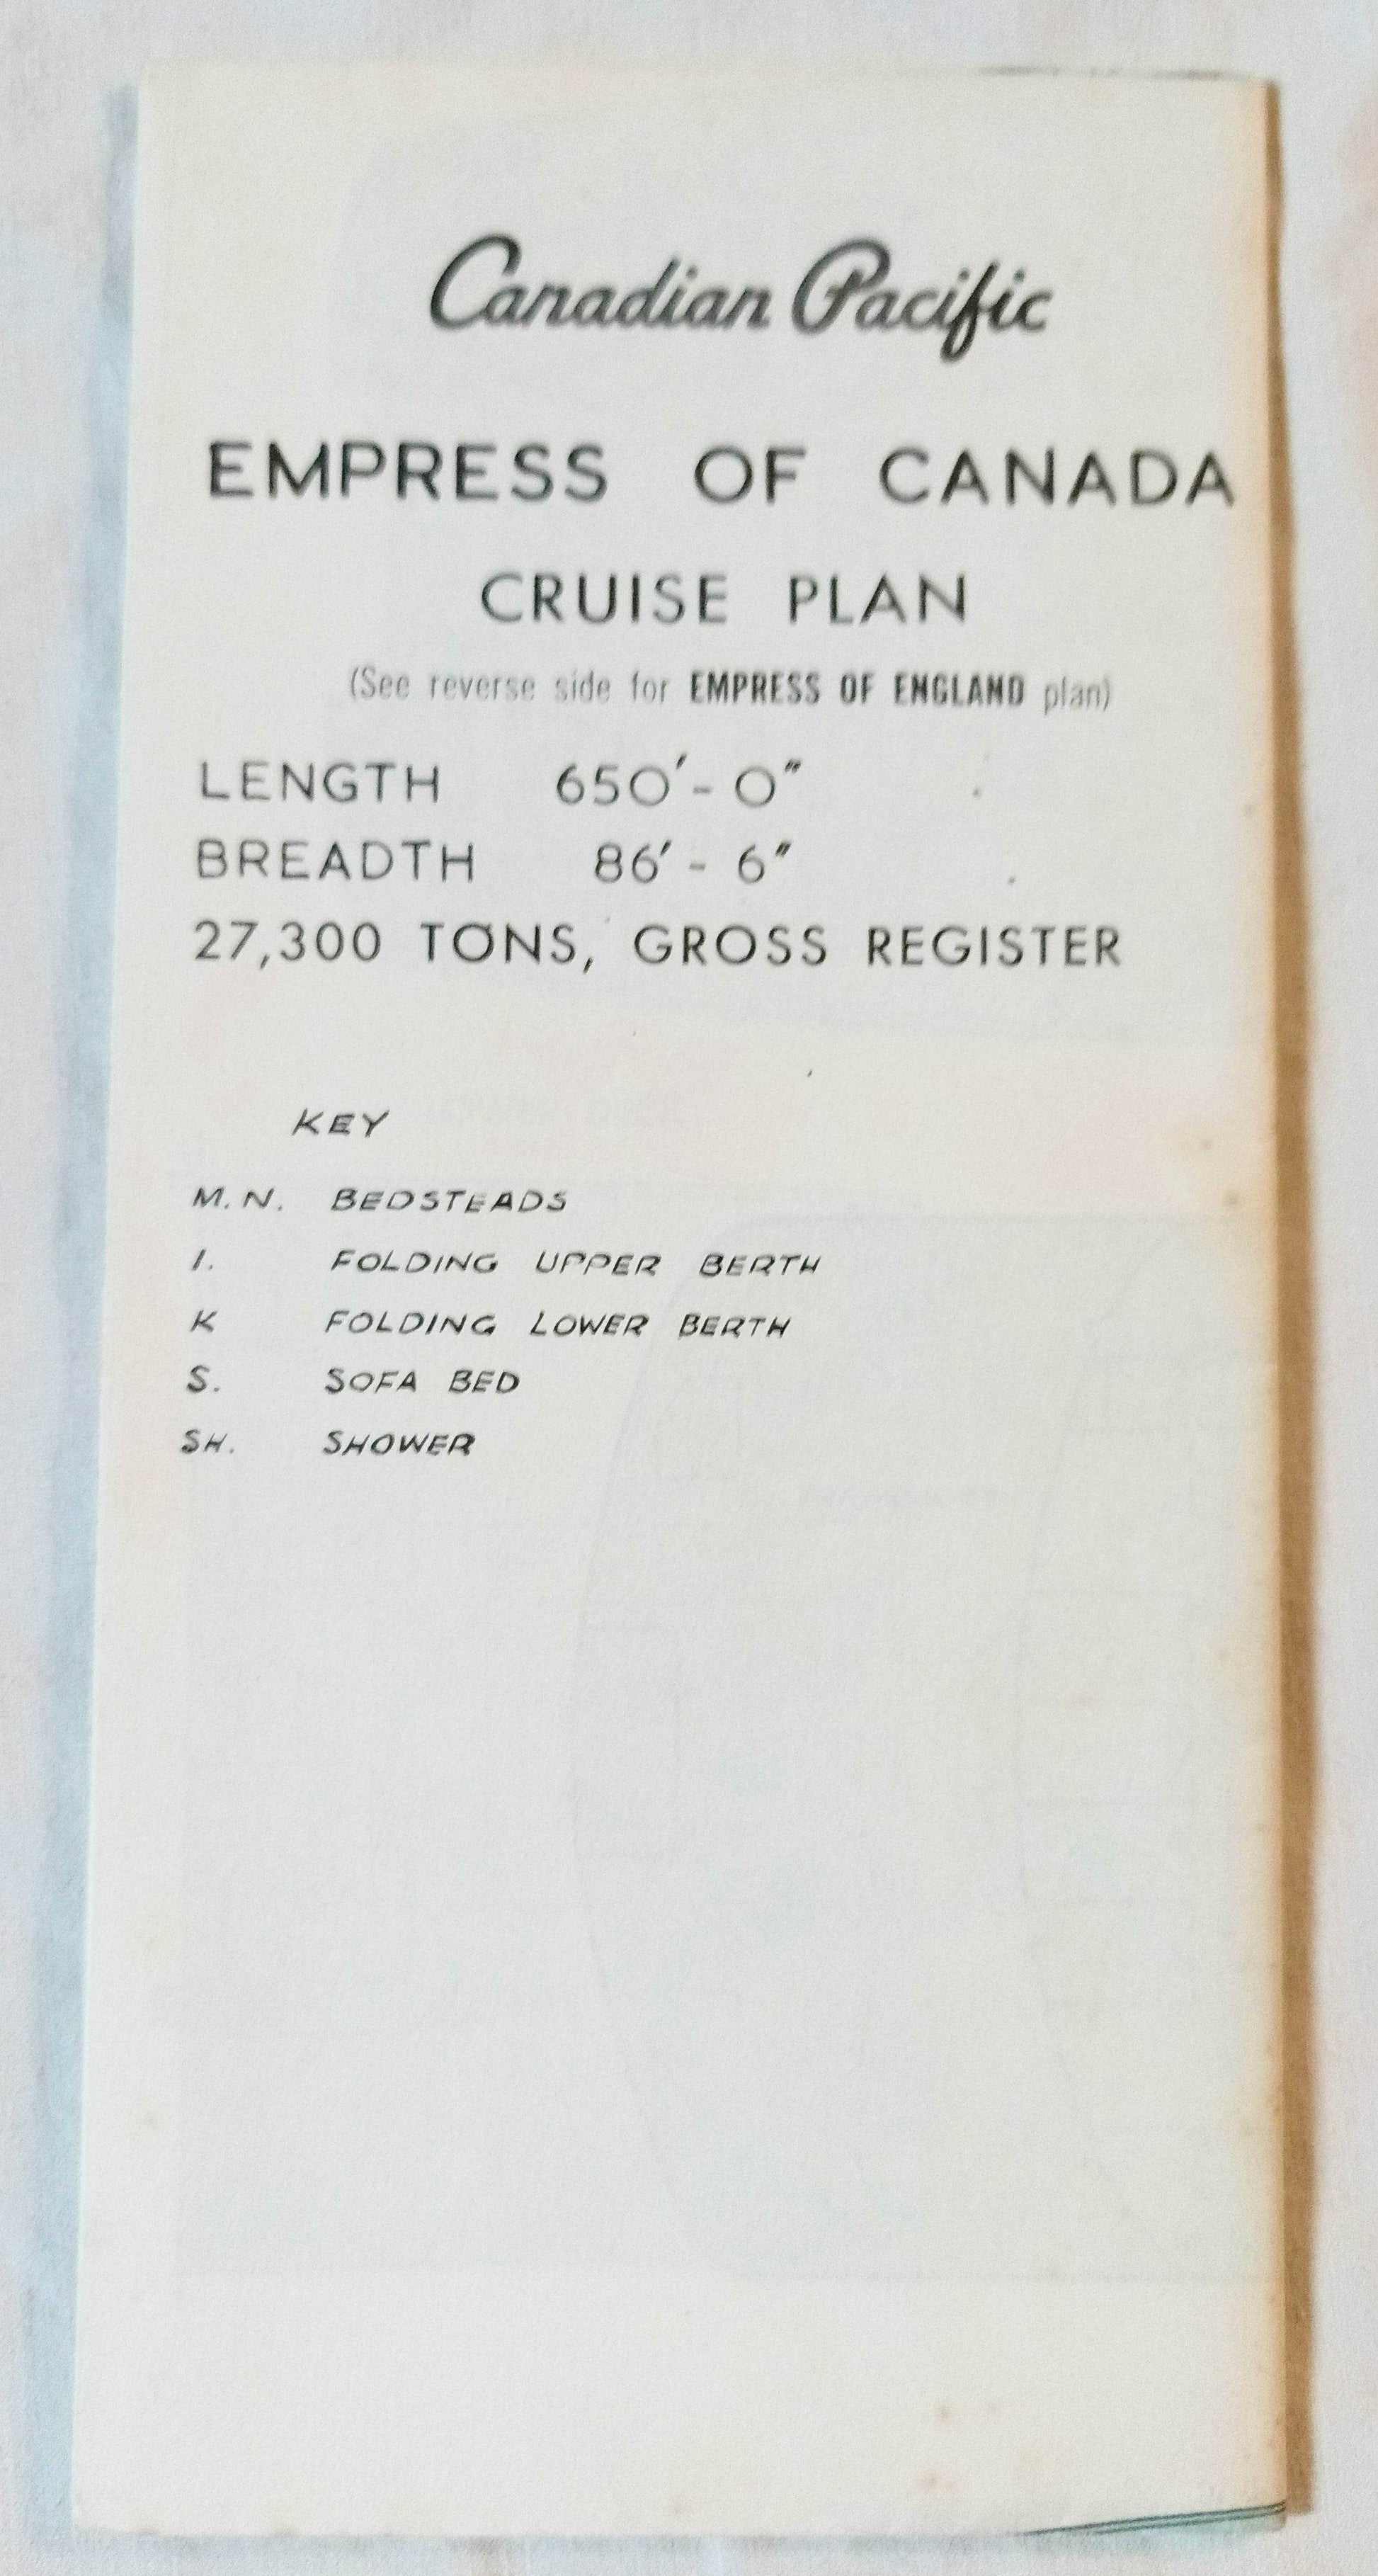 Canadian Pacific
EMPRESS OF CANADA
CRUISE PLAN
(See reverse side for EMPRESS OF ENGLAND plan)
LENGTH 650′- 0″
BREADTH 86′- 6″
27,300 TONS, GROSS REGISTER
KEY
M. N. BEDSTEADS
I. FOLDING UPPER BERTH
K FOLDING LOWER BERTH
S. SOFA BED
SH. SHOWER